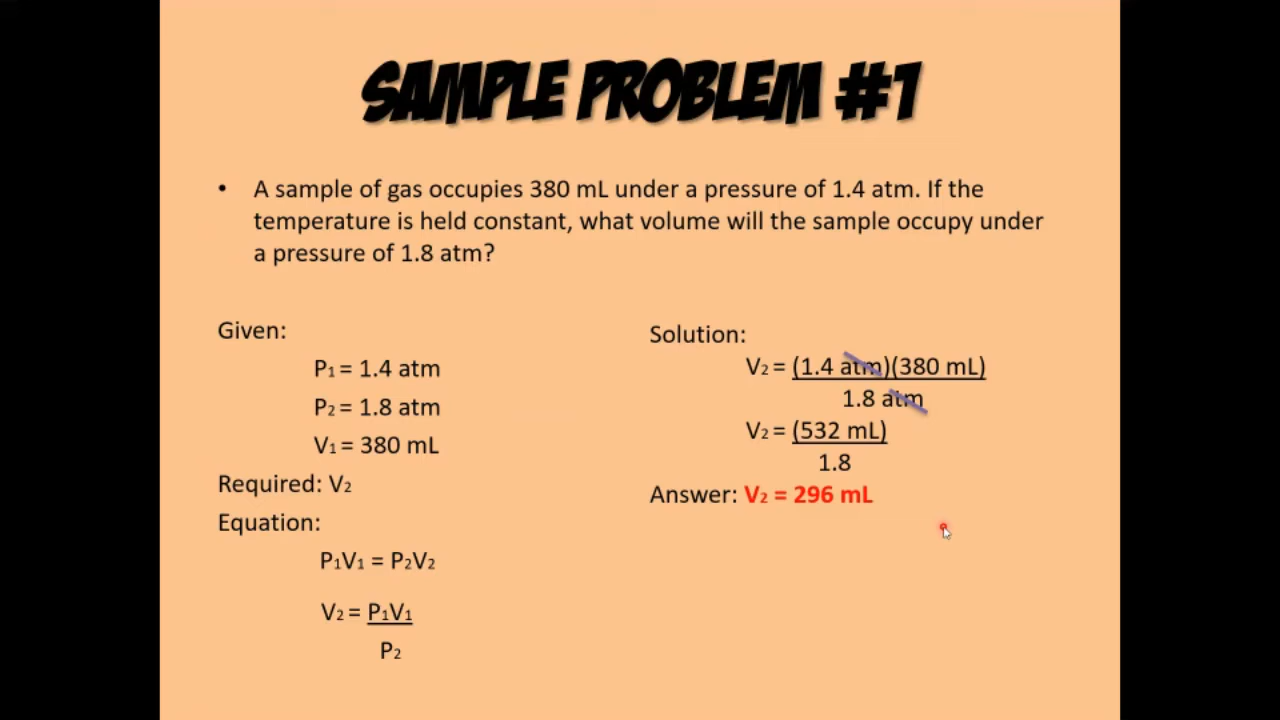 SAMPLE PROBLEM #1
• A sample of gas occupies 380 mL under a pressure of 1.4 atm. If the
temperature is held constant, what volume will the sample occupy under
a pressure of 1.8 atm?
Given:
P₁ = 1.4 atm
P₂ = 1.8 atm
V₁ = 380 mL
Required: V₂
Equation:
P₁V₁ = P₂V₂
V₂ = P₁V₁
P₂
Solution:
V₂ = (1.4 atm)(380 mL)
1.8 atm
V₂ = (532 mL)
1.8
Answer: V₂ = 296 mL